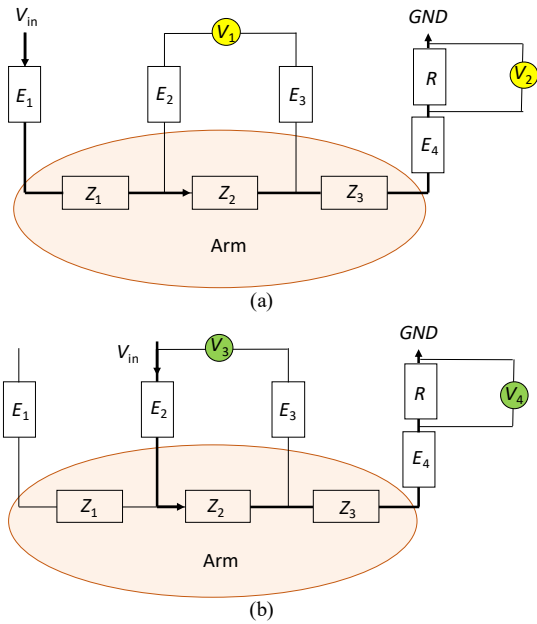 V_in
V_1
GND
E_1
E_2
E_3
R
V_2
E_4
Z_1
Z_2
Z_3
Arm
(a)
V_in
V_3
GND
E_1
E_2
E_3
R
V_4
E_4
Z_1
Z_2
Z_3
Arm
(b)